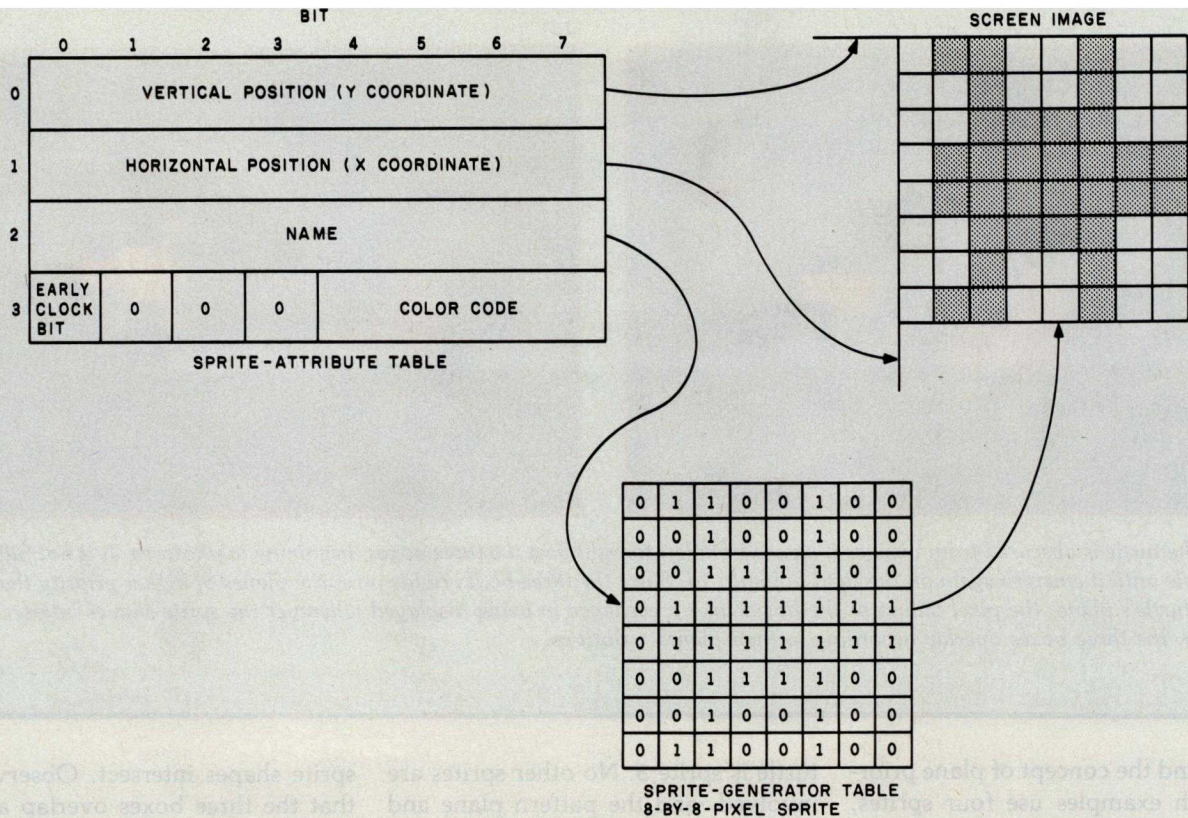 BIT
0 1 2 3 4 5 6 7
0 VERTICAL POSITION (Y COORDINATE)
1 HORIZONTAL POSITION (X COORDINATE)
2 NAME
3 EARLY CLOCK BIT 0 0 0 COLOR CODE
SPRITE-ATTRIBUTE TABLE
SCREEN IMAGE
0 1 1 0 0 1 0 0
0 0 1 0 0 1 0 0
0 0 1 1 1 1 0 0
0 1 1 1 1 1 1 1
0 1 1 1 1 1 1 1
0 0 1 1 1 1 0 0
0 0 1 0 0 1 0 0
0 1 1 0 0 1 0 0
SPRITE-GENERATOR TABLE
8-BY-8-PIXEL SPRITE
nd the concept of plane prior-
h examples use four sprites,
turtle is sprite 3. No other sprites are
the pattern plane and
sprite shapes intersect. Observ
that the three boxes overlap a